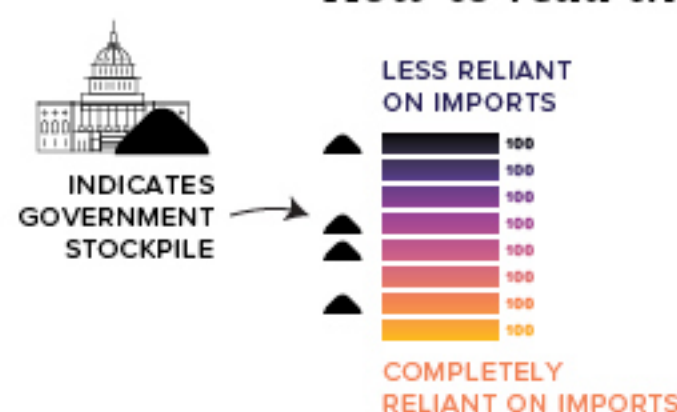 LESS RELIANT
ON IMPORTS
INDICATES
GOVERNMENT
STOCKPILE
100
100
100
100
100
100
100
100
COMPLETELY
RELIANT ON IMPORTS